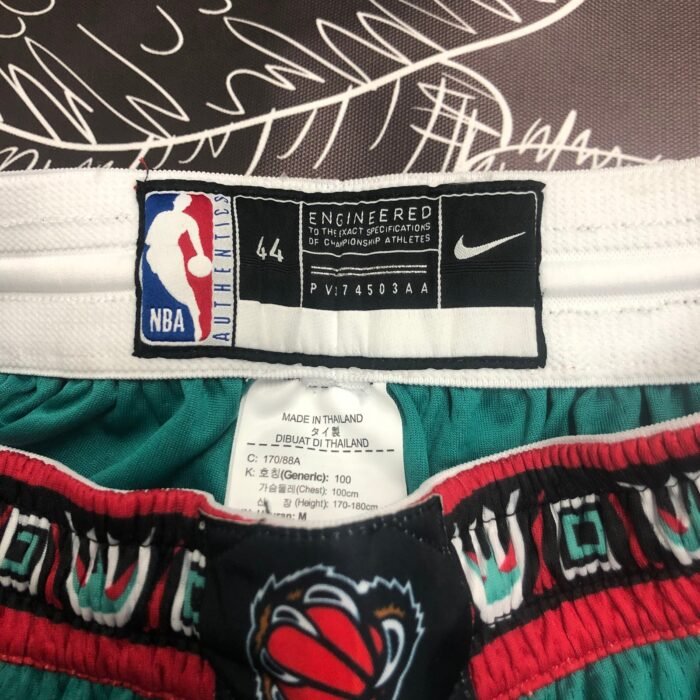 NBA
AUTHENTICS
44
ENGINEERED
TO THE EXACT SPECIFICATIONS
OF CHAMPIONSHIP ATHLETES
PV:74503AA
MADE IN THAILAND
タイ製
DIBUAT DI THAILAND
C: 170/88A
K: 호칭(Generic): 100
가슴둘레(Chest): 100cm
신 장 (Height): 170-180cm
M